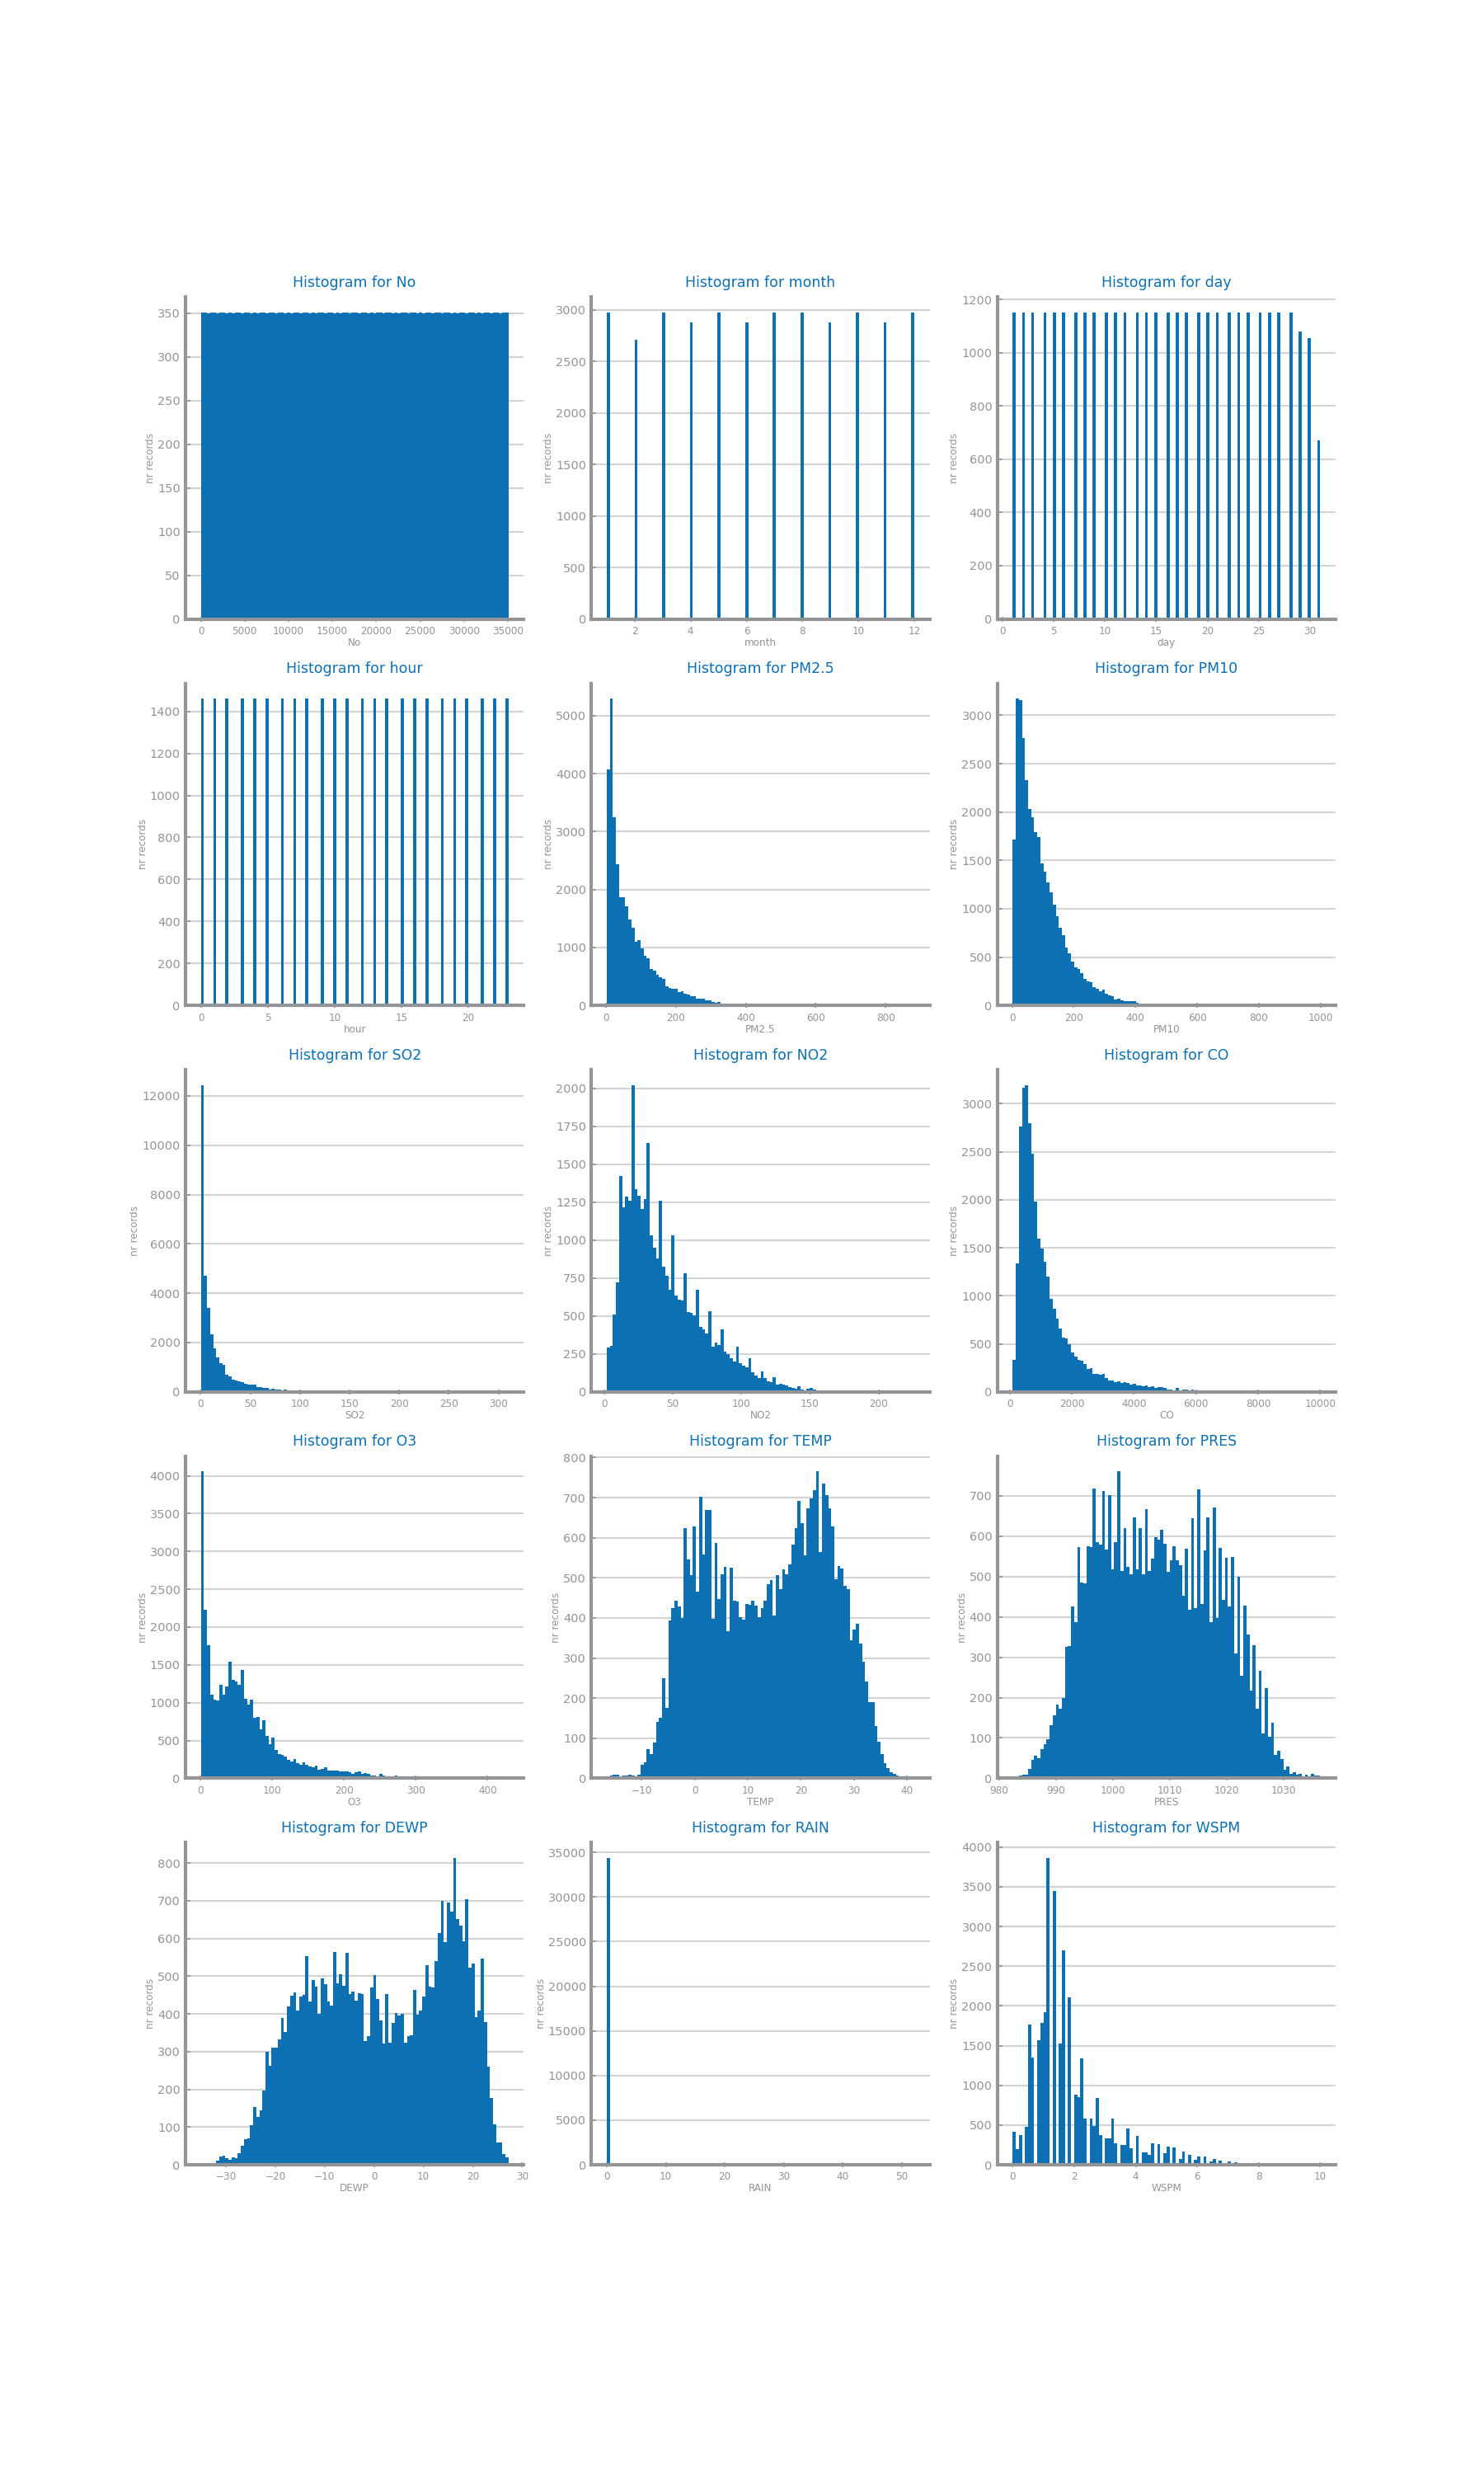 Histogram for No Histogram for month Histogram for day
350 300 250 200 150 100 50 0
nr records
0 5000 10000 15000 20000 25000 30000 35000
No
3000 2500 2000 1500 1000 500 0
nr records
2 4 6 8 10 12
month
1200 1000 800 600 400 200 0
nr records
0 5 10 15 20 25 30
day
Histogram for hour Histogram for PM2.5 Histogram for PM10
1400 1200 1000 800 600 400 200 0
nr records
0 5 10 15 20
hour
5000 4000 3000 2000 1000 0
nr records
0 200 400 600 800
PM2.5
3000 2500 2000 1500 1000 500 0
nr records
0 200 400 600 800 1000
PM10
Histogram for SO2 Histogram for NO2 Histogram for CO
12000 10000 8000 6000 4000 2000 0
nr records
0 50 100 150 200 250 300
SO2
2000 1750 1500 1250 1000 750 500 250 0
nr records
0 50 100 150 200
NO2
3000 2500 2000 1500 1000 500 0
nr records
0 2000 4000 6000 8000 10000
CO
Histogram for O3 Histogram for TEMP Histogram for PRES
4000 3500 3000 2500 2000 1500 1000 500 0
nr records
0 100 200 300 400
O3
800 700 600 500 400 300 200 100 0
nr records
−10 0 10 20 30 40
TEMP
700 600 500 400 300 200 100 0
nr records
980 990 1000 1010 1020 1030
PRES
Histogram for DEWP Histogram for RAIN Histogram for WSPM
800 700 600 500 400 300 200 100 0
nr records
−30 −20 −10 0 10 20 30
DEWP
35000 30000 25000 20000 15000 10000 5000 0
nr records
0 10 20 30 40 50
RAIN
4000 3500 3000 2500 2000 1500 1000 500 0
nr records
0 2 4 6 8 10
WSPM